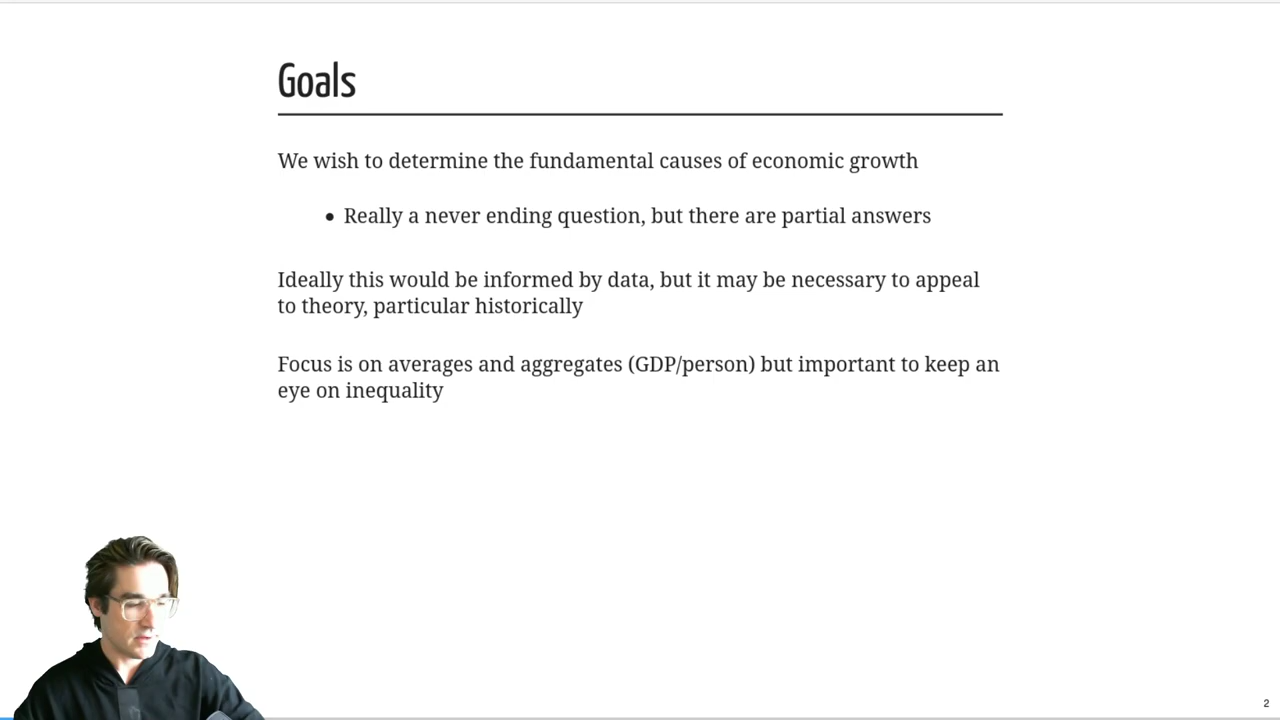 Goals
We wish to determine the fundamental causes of economic growth
• Really a never ending question, but there are partial answers
Ideally this would be informed by data, but it may be necessary to appeal
to theory, particular historically
Focus is on averages and aggregates (GDP/person) but important to keep an
eye on inequality
2